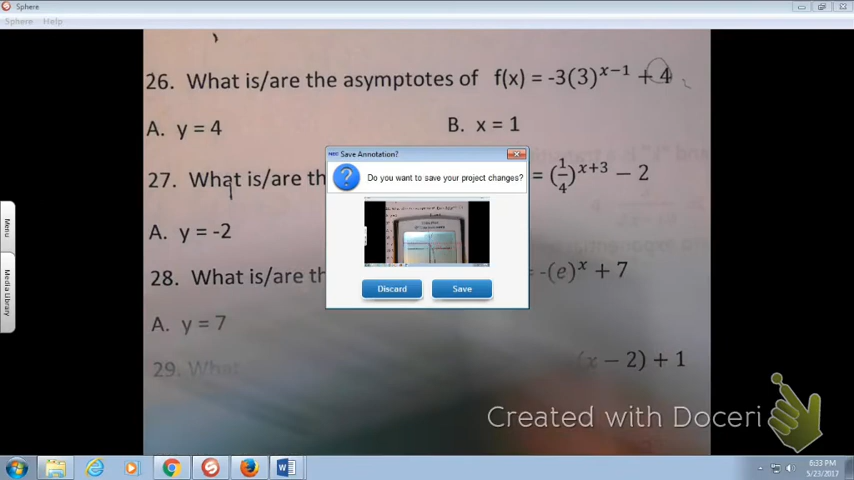 Sphere
Sphere Help
26. What is/are the asymptotes of f(x) = -3(3)^{x−1} + 4
A. y = 4 B. x = 1
Save Annotation?
Do you want to save your project changes?
27. What is/are th = (1/4)^{x+3} − 2
A. y = -2
28. What is/are th = -(e)^x + 7
Discard Save
A. y = 7
29. What (x − 2) + 1
Menu
Media Library
Created with Doceri
6:33 PM
5/23/2017